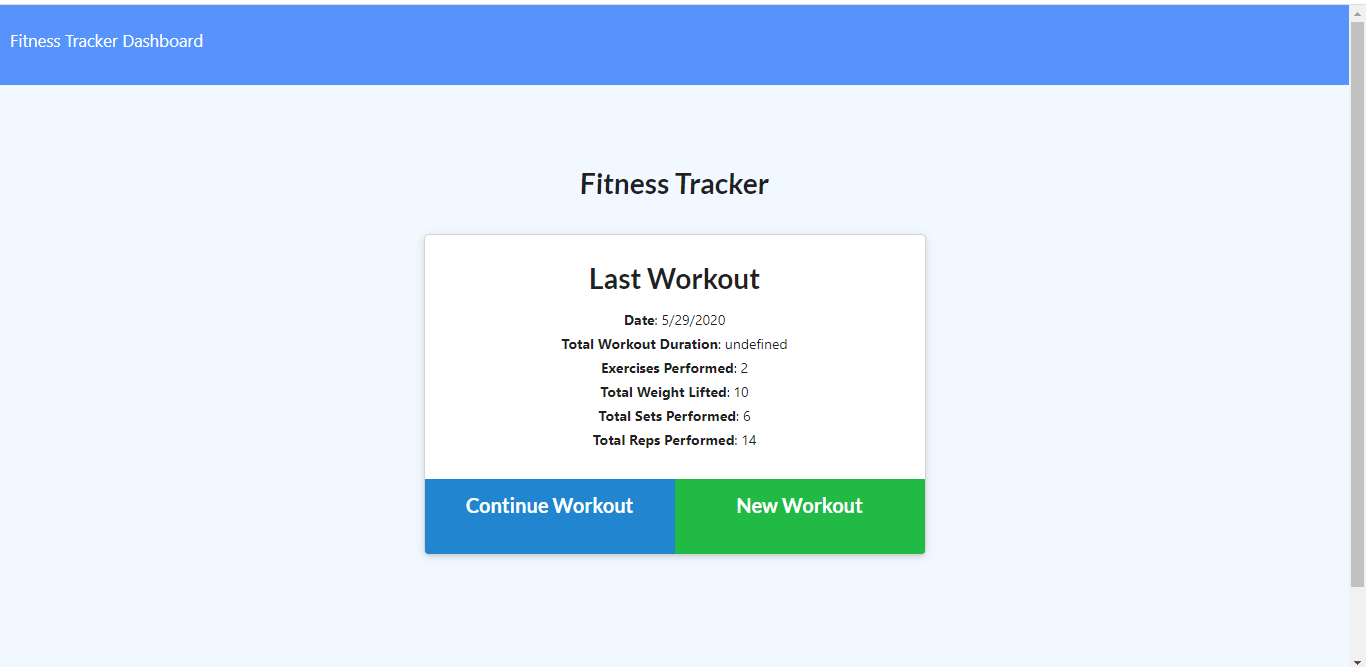 Fitness Tracker Dashboard
Fitness Tracker
Last Workout
Date: 5/29/2020
Total Workout Duration: undefined
Exercises Performed: 2
Total Weight Lifted: 10
Total Sets Performed: 6
Total Reps Performed: 14
Continue Workout New Workout